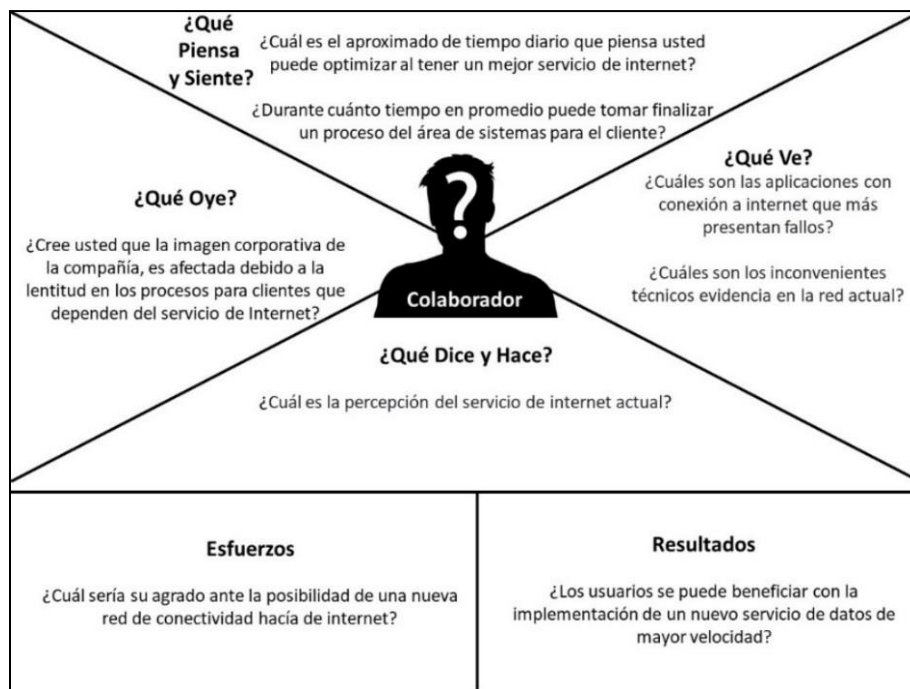 ¿Qué
Piensa
y Siente?
¿Cuál es el aproximado de tiempo diario que piensa usted
puede optimizar al tener un mejor servicio de internet?
¿Durante cuánto tiempo en promedio puede tomar finalizar
un proceso del área de sistemas para el cliente?
¿Qué Oye?
¿Cree usted que la imagen corporativa de
la compañía, es afectada debido a la
lentitud en los procesos para clientes que
dependen del servicio de Internet?
?
Colaborador
¿Qué Ve?
¿Cuáles son las aplicaciones con
conexión a internet que más
presentan fallos?
¿Cuáles son los inconvenientes
técnicos evidencia en la red actual?
¿Qué Dice y Hace?
¿Cuál es la percepción del servicio de internet actual?
Esfuerzos
¿Cuál sería su agrado ante la posibilidad de una nueva
red de conectividad hacía de internet?
Resultados
¿Los usuarios se puede beneficiar con la
implementación de un nuevo servicio de datos de
mayor velocidad?